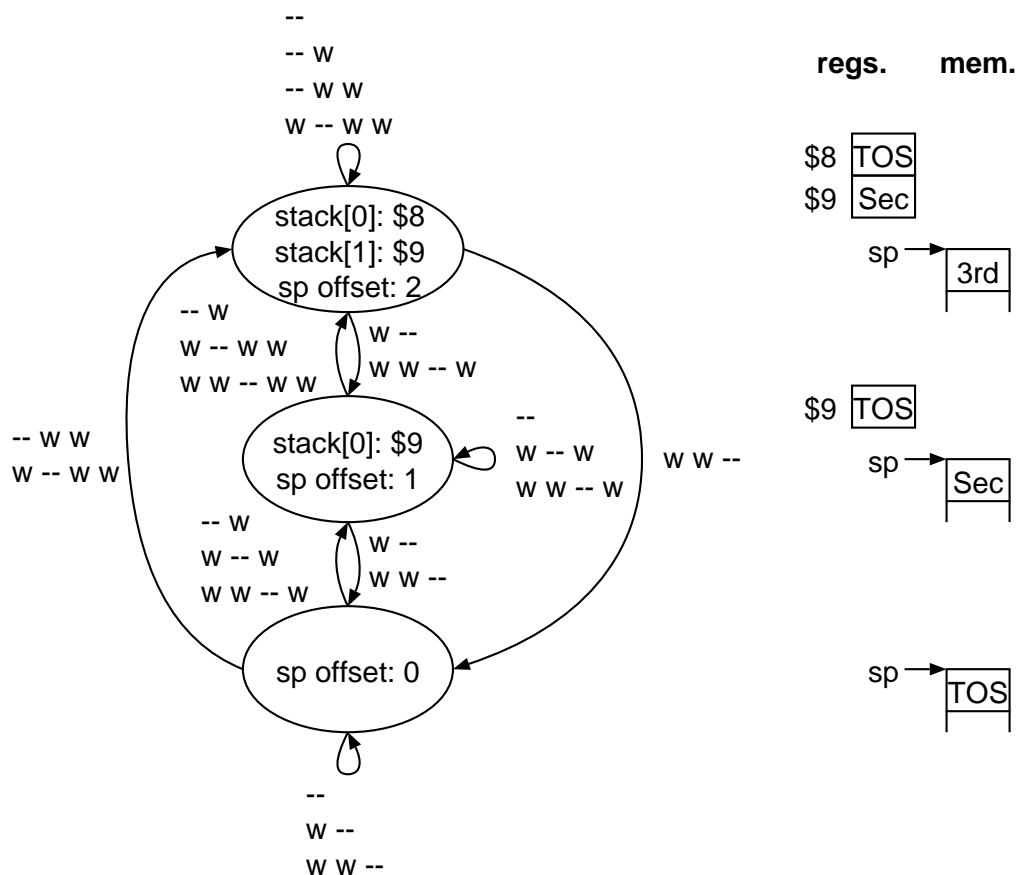 --
-- w
-- w w
w -- w w
regs. mem.
$8 TOS
$9 Sec
sp
3rd
stack[0]: $8
stack[1]: $9
sp offset: 2
-- w
w -- w w
w w -- w w
w --
w w -- w
$9 TOS
sp
Sec
-- w w
w -- w w
stack[0]: $9
sp offset: 1
--
w -- w
w w -- w
w w --
-- w
w -- w
w w -- w
w --
w w --
sp offset: 0
sp
TOS
--
w --
w w --